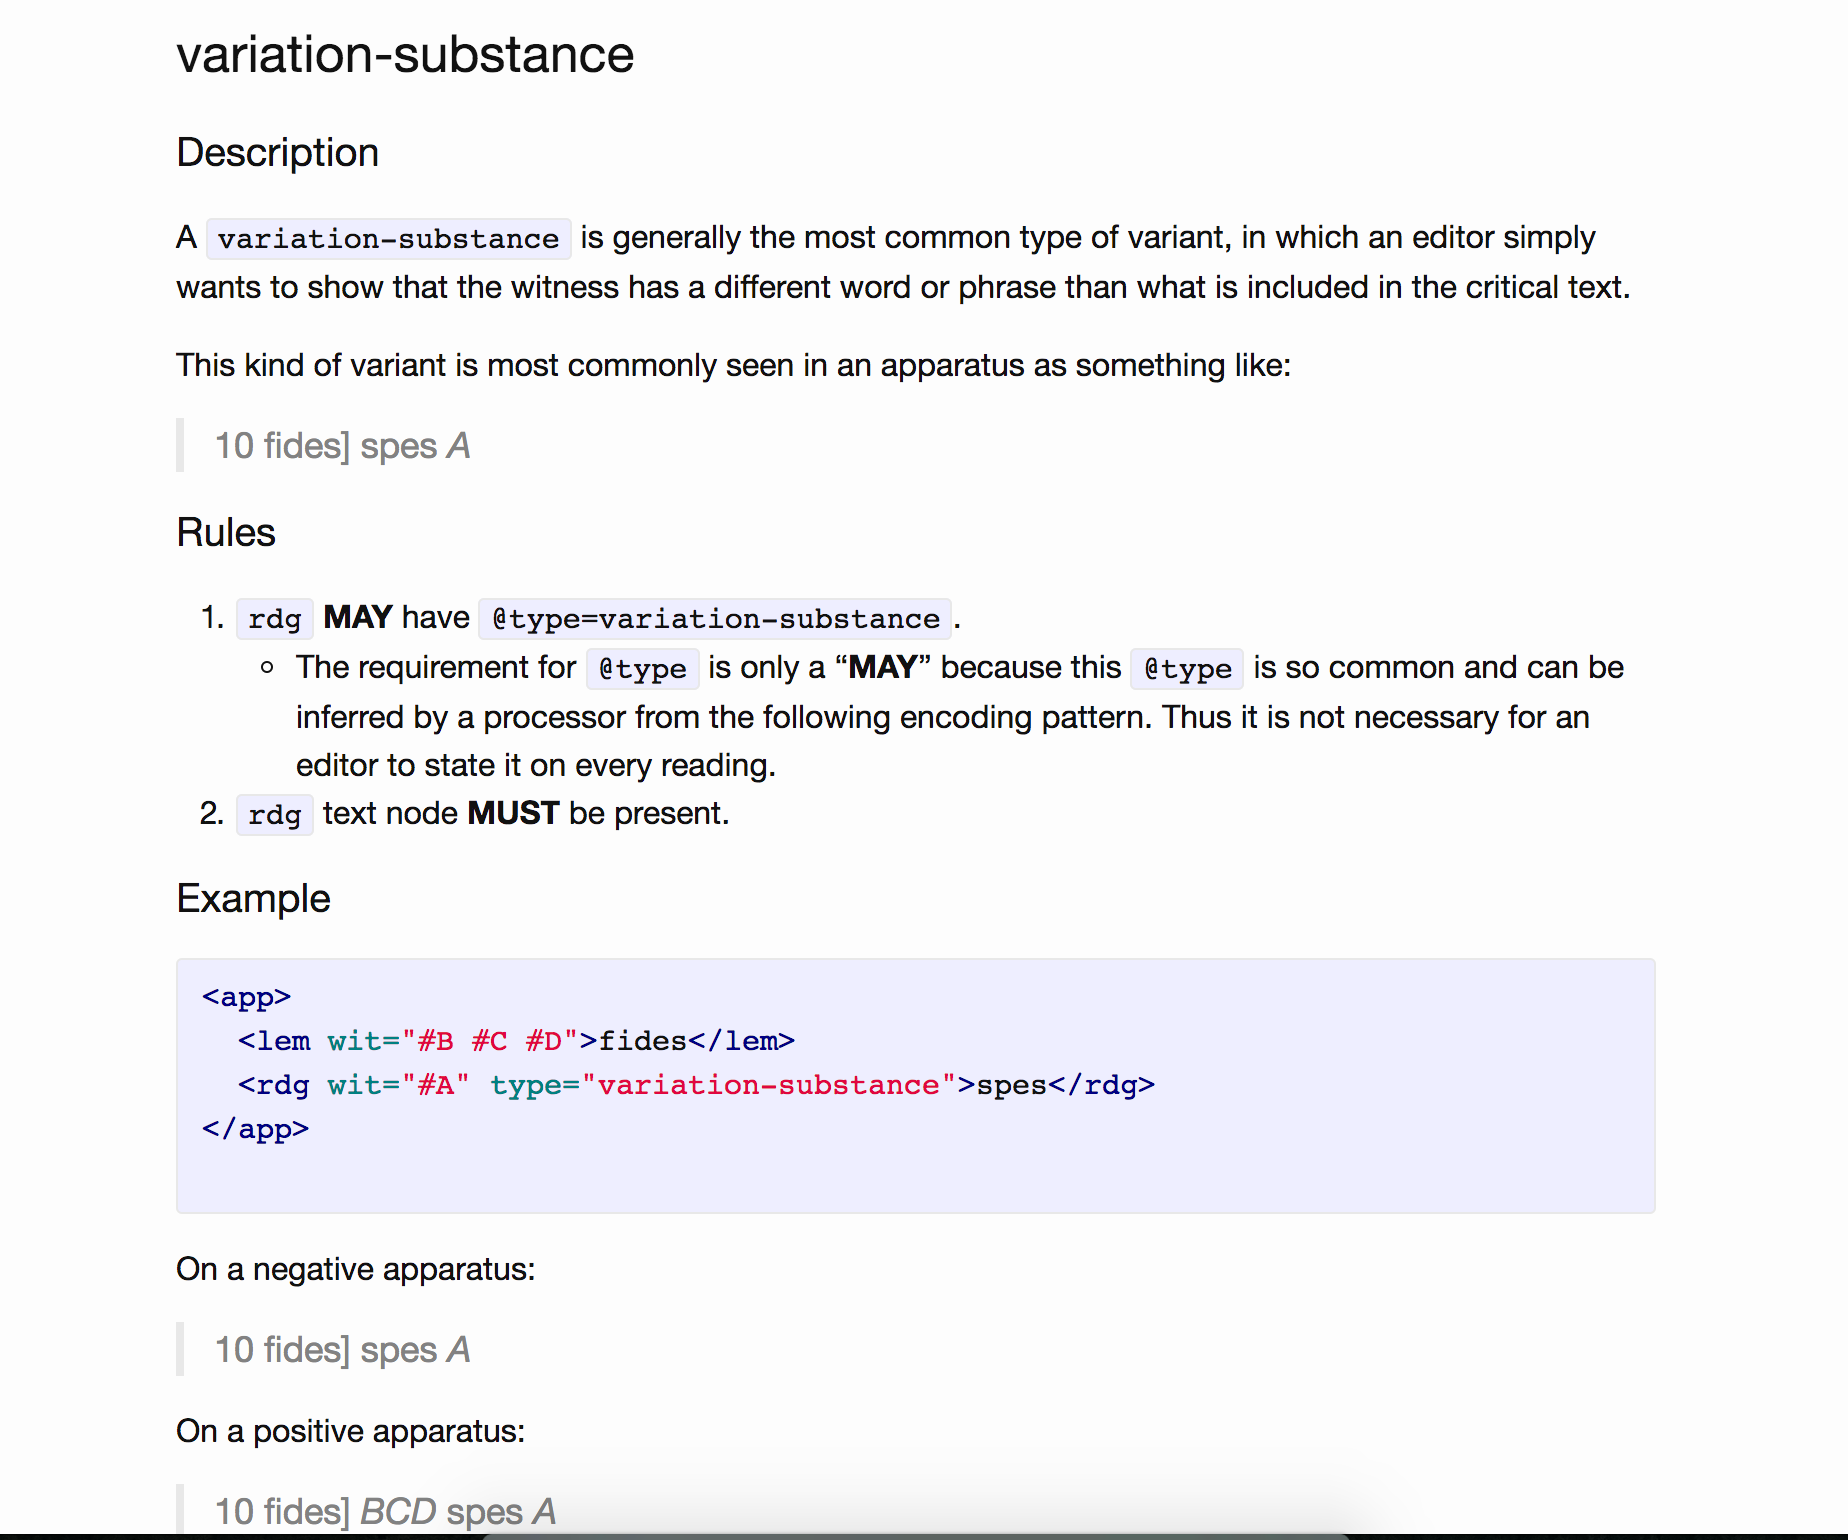 variation-substance
Description
A variation-substance is generally the most common type of variant, in which an editor simply
wants to show that the witness has a different word or phrase than what is included in the critical text.
This kind of variant is most commonly seen in an apparatus as something like:
10 fides] spes A
Rules
1. rdg MAY have @type=variation-substance.
The requirement for @type is only a “MAY” because this @type is so common and can be
inferred by a processor from the following encoding pattern. Thus it is not necessary for an
editor to state it on every reading.
2. rdg text node MUST be present.
Example
<app>
  <lem wit="#B #C #D">fides</lem>
  <rdg wit="#A" type="variation-substance">spes</rdg>
</app>
On a negative apparatus:
10 fides] spes A
On a positive apparatus:
10 fides] BCD spes A